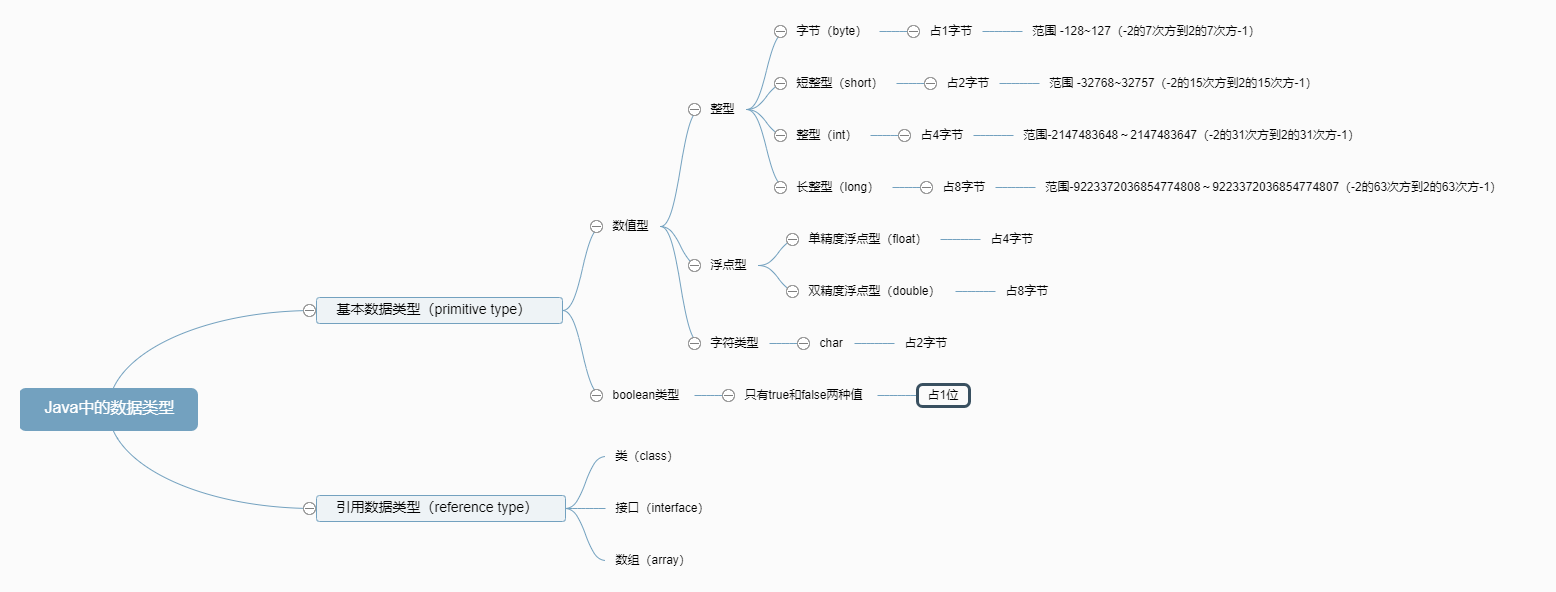 字节（byte） 占1字节 范围 -128~127（-2的7次方到2的7次方-1）
短整型（short） 占2字节 范围 -32768~32757（-2的15次方到2的15次方-1）
整型
整型（int） 占4字节 范围-2147483648～2147483647（-2的31次方到2的31次方-1）
长整型（long） 占8字节 范围-9223372036854774808～9223372036854774807（-2的63次方到2的63次方-1）
数值型
单精度浮点型（float） 占4字节
浮点型
双精度浮点型（double） 占8字节
基本数据类型（primitive type）
字符类型 char 占2字节
boolean类型 只有true和false两种值 占1位
Java中的数据类型
类（class）
引用数据类型（reference type）
接口（interface）
数组（array）